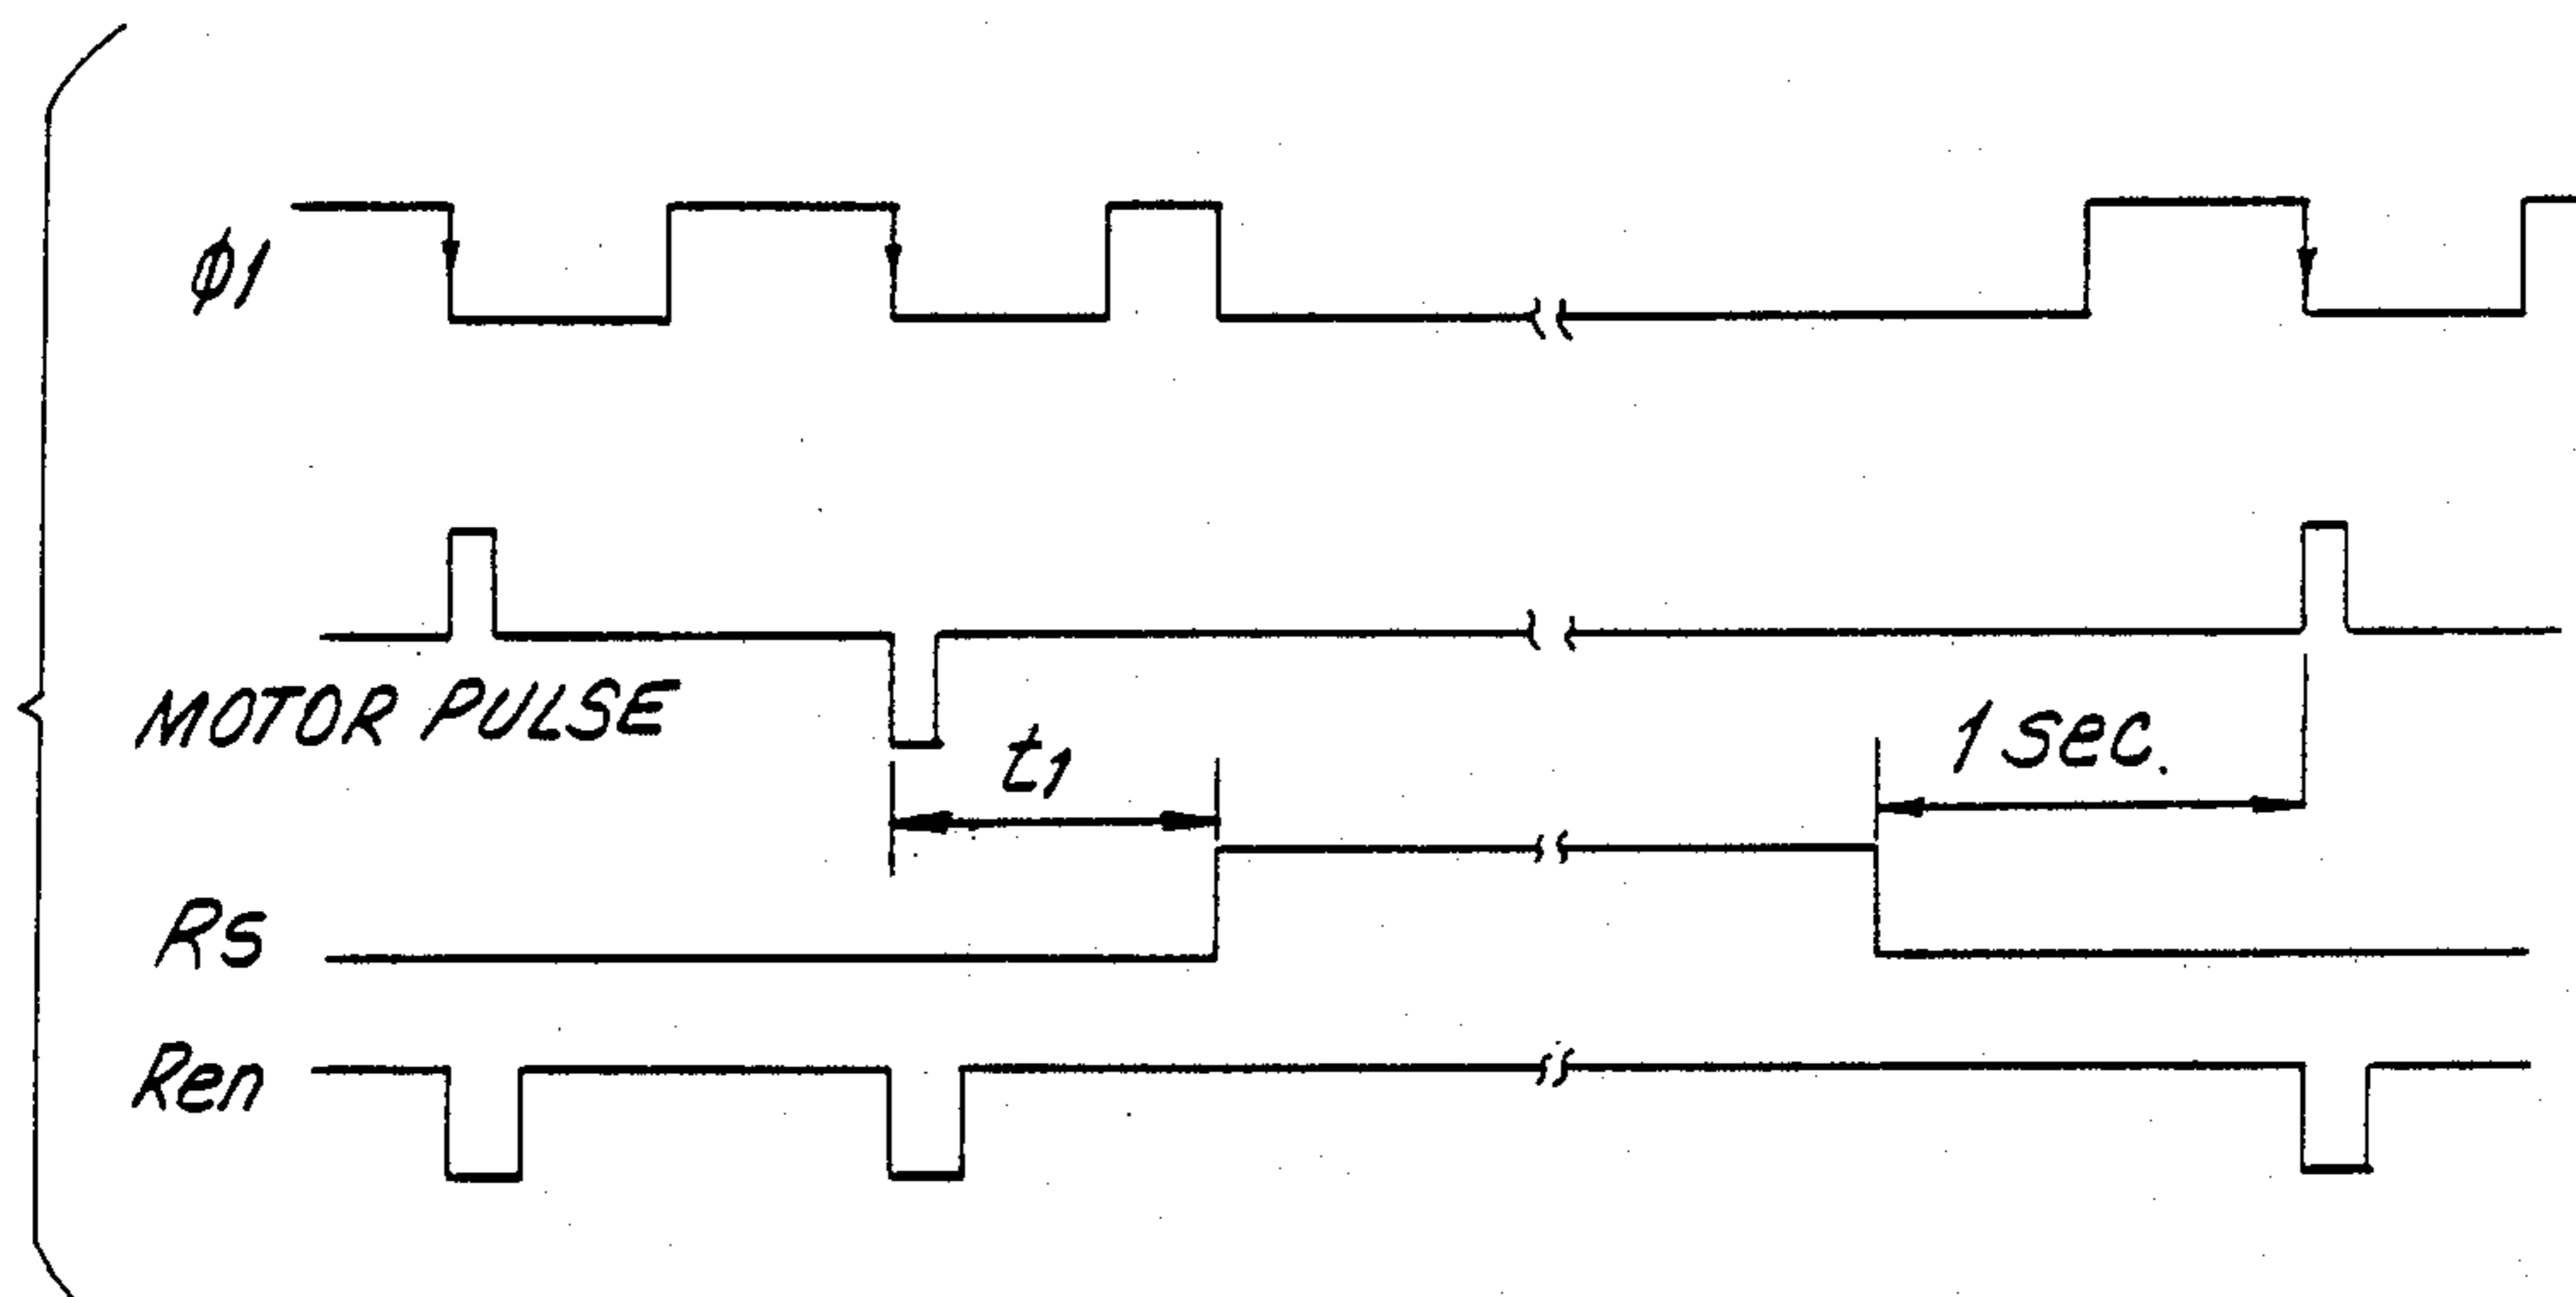 φ1
MOTOR PULSE
t1
1 sec.
Rs
Ren